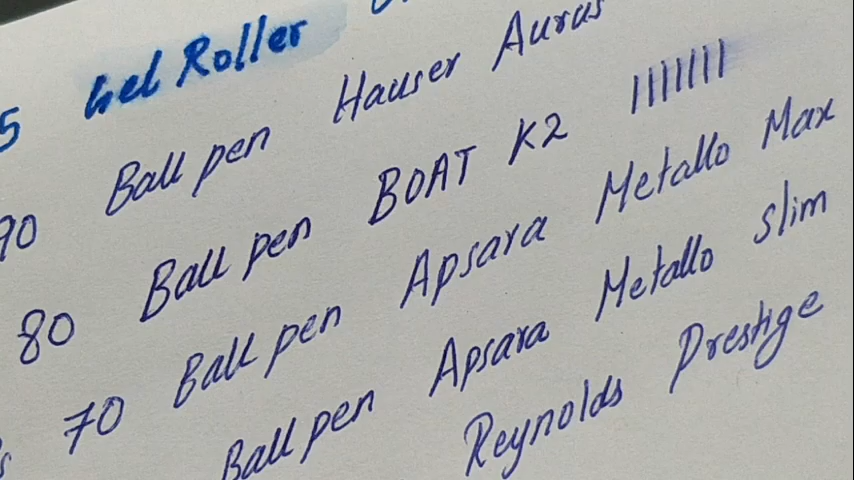 5 Gel Roller
90 Ball pen Hauser Aurus
80 Ball pen BOAT K2 ||||||||
70 Ball pen Apsara Metallo Max
Ball pen Apsara Metallo slim
Reynolds Prestige